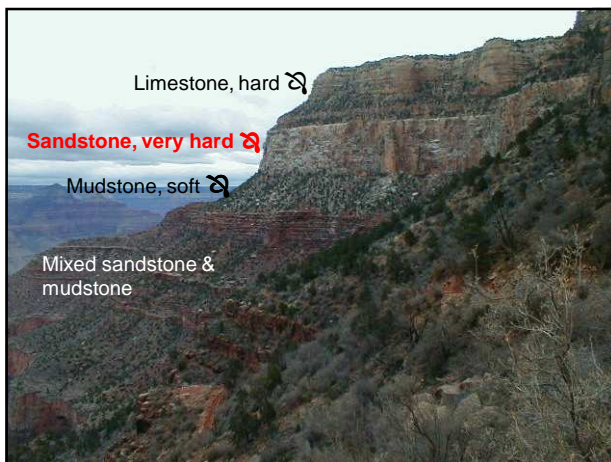 Limestone, hard
Sandstone, very hard
Mudstone, soft
Mixed sandstone &
mudstone